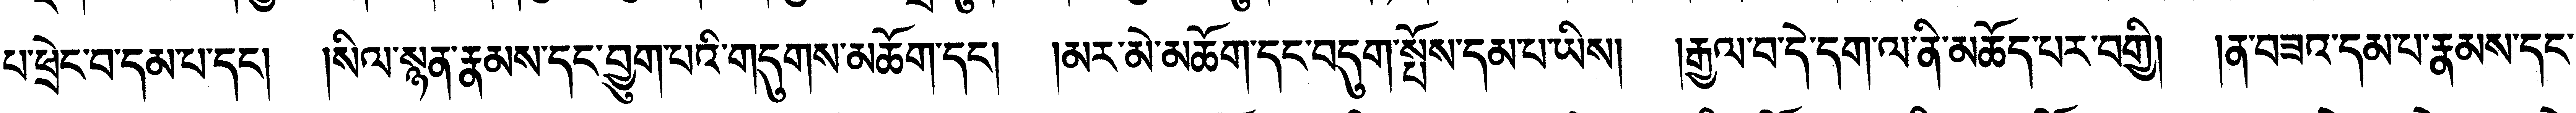 པ་ཕྲེང་བ་དམ་པ་དང། །སིལ་སྙན་རྣམས་དང་བྱུག་པའི་གདུགས་མཆོག་དང། །མར་མེ་མཆོག་དང་བདུག་སྤོས་དམ་པ་ཡིས། །རྒྱལ་བ་དེ་དག་ལ་ནི་མཆོད་པར་བགྱི། །ན་བཟའ་དམ་པ་རྣམས་དང་